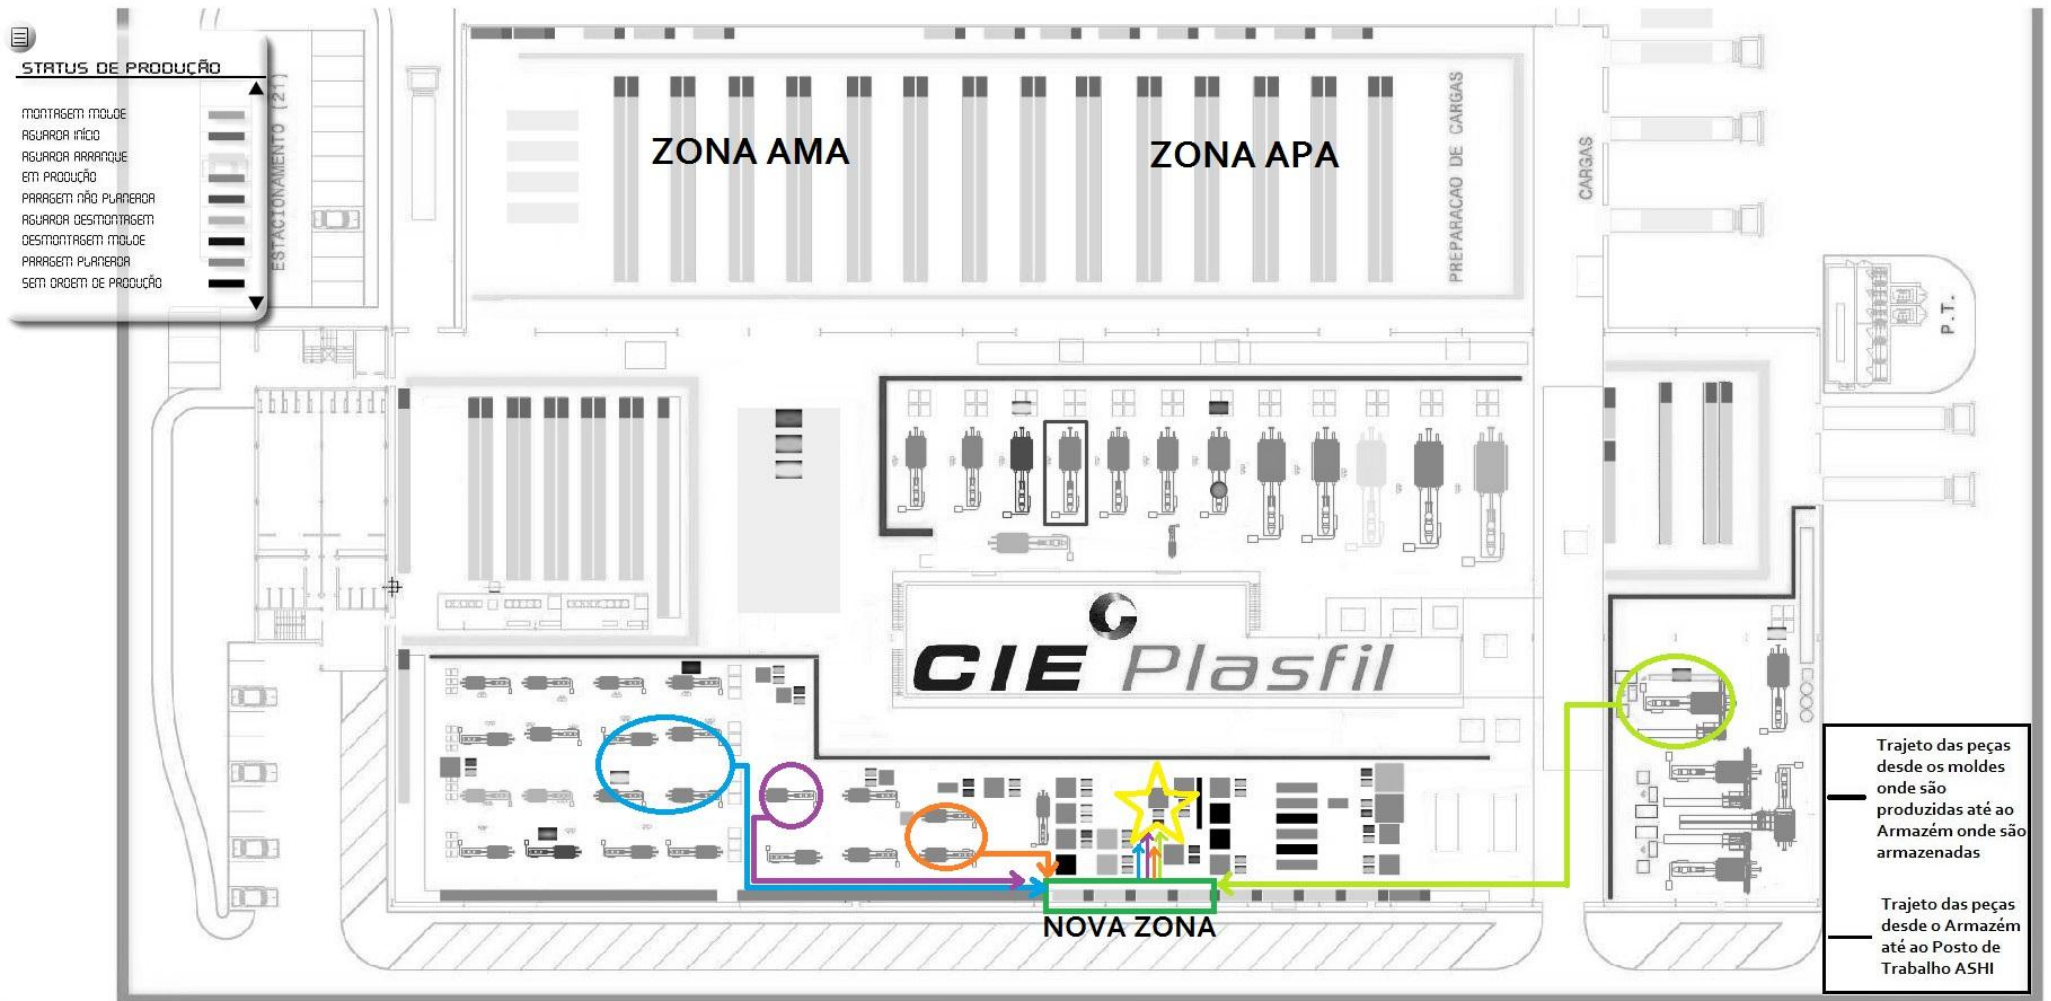 STATUS DE PRODUÇÃO
MONTAGEM MOLDE
AGUARDA INÍCIO
AGUARDA ARRANQUE
EM PRODUÇÃO
PARAGEM NÃO PLANEADA
AGUARDA DESMONTAGEM
DESMONTAGEM MOLDE
PARAGEM PLANEADA
SEM ORDEM DE PRODUÇÃO
ESTACIONAMENTO (21)
ZONA AMA
ZONA APA
PREPARACAO DE CARGAS
CARGAS
P.T.
CIE Plasfil
NOVA ZONA
Trajeto das peças
desde os moldes
onde são
produzidas até ao
Armazém onde são
armazenadas
Trajeto das peças
desde o Armazém
até ao Posto de
Trabalho ASHI